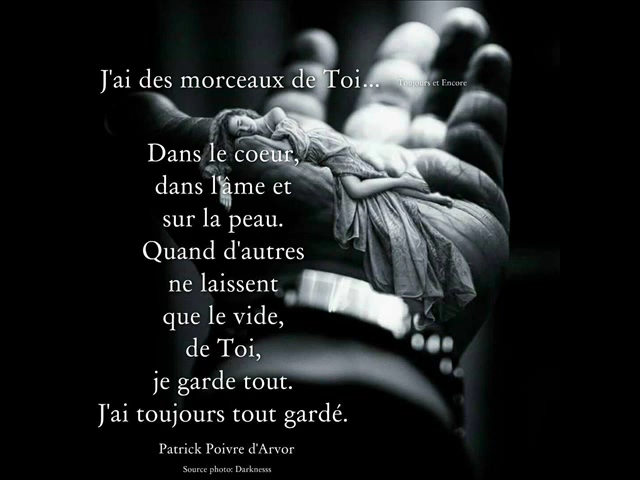 J'ai des morceaux de Toi...
Toujours et Encore
Dans le coeur,
dans l'âme et
sur la peau.
Quand d'autres
ne laissent
que le vide,
de Toi,
je garde tout.
J'ai toujours tout gardé.
Patrick Poivre d'Arvor
Source photo: Darknesss